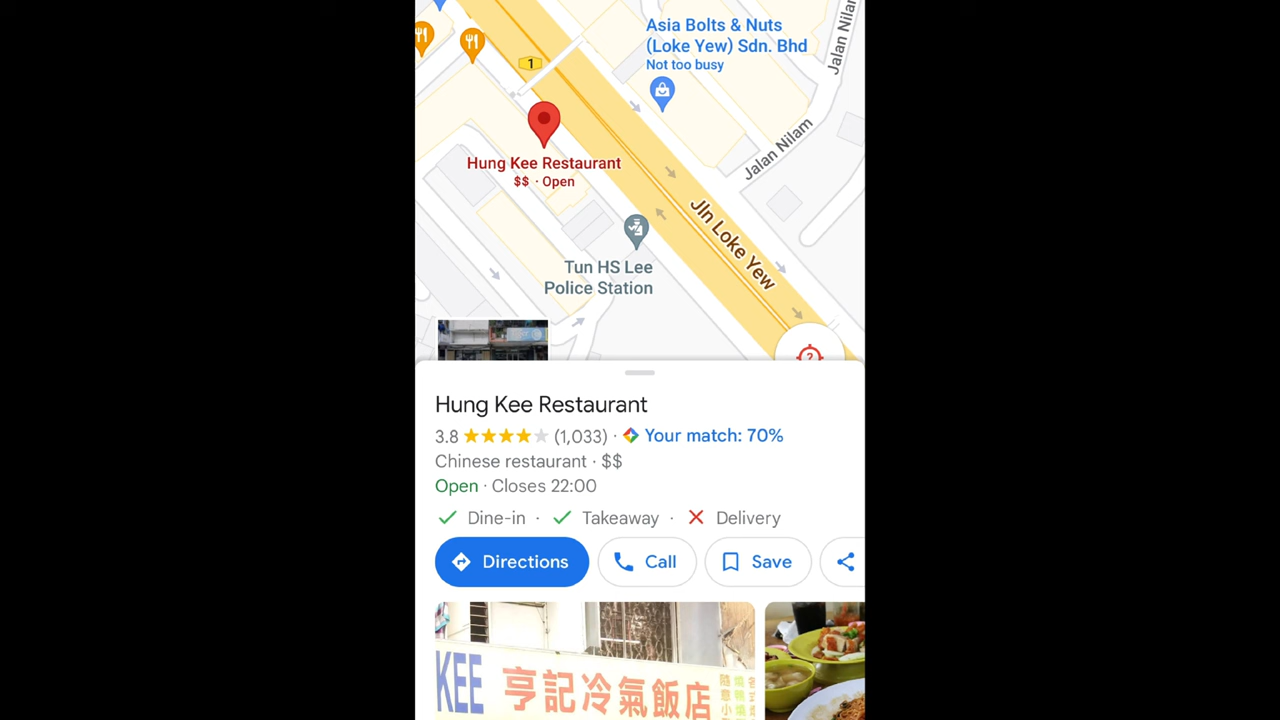 Asia Bolts & Nuts
(Loke Yew) Sdn. Bhd
Not too busy
Jalan Nilam
1
Jalan Nilam
Hung Kee Restaurant
$$ · Open
Jln Loke Yew
Tun HS Lee
Police Station
?
Hung Kee Restaurant
3.8 (1,033) · Your match: 70%
Chinese restaurant · $$
Open · Closes 22:00
Dine-in · Takeaway · Delivery
Directions Call Save
KEE 亨記冷氣飯店